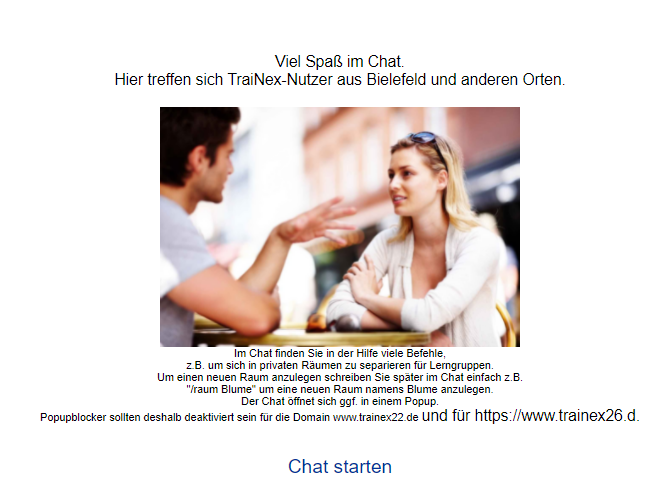 Viel Spaß im Chat.
Hier treffen sich TraiNex-Nutzer aus Bielefeld und anderen Orten.
Im Chat finden Sie in der Hilfe viele Befehle,
z.B. um sich in privaten Räumen zu separieren für Lerngruppen.
Um einen neuen Raum anzulegen schreiben Sie später im Chat einfach z.B.
"/raum Blume" um eine neuen Raum namens Blume anzulegen.
Der Chat öffnet sich ggf. in einem Popup.
Popupblocker sollten deshalb deaktiviert sein für die Domain www.trainex22.de und für https://www.trainex26.d.
Chat starten